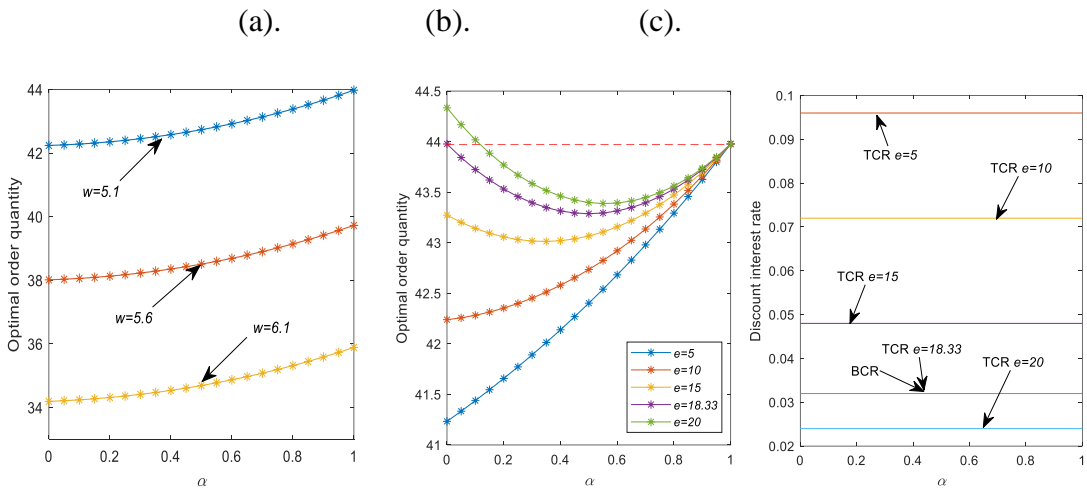 (a). (b). (c).
44
42
40
38
36
34
0 0.2 0.4 0.6 0.8 1
α
Optimal order quantity
w=5.1
w=5.6
w=6.1
44.5
44
43.5
43
42.5
42
41.5
41
0 0.2 0.4 0.6 0.8 1
α
Optimal order quantity
e=5
e=10
e=15
e=18.33
e=20
0.1
0.09
0.08
0.07
0.06
0.05
0.04
0.03
0.02
0 0.2 0.4 0.6 0.8 1
α
Discount interest rate
TCR e=5
TCR e=10
TCR e=15
TCR e=18.33
BCR
TCR e=20